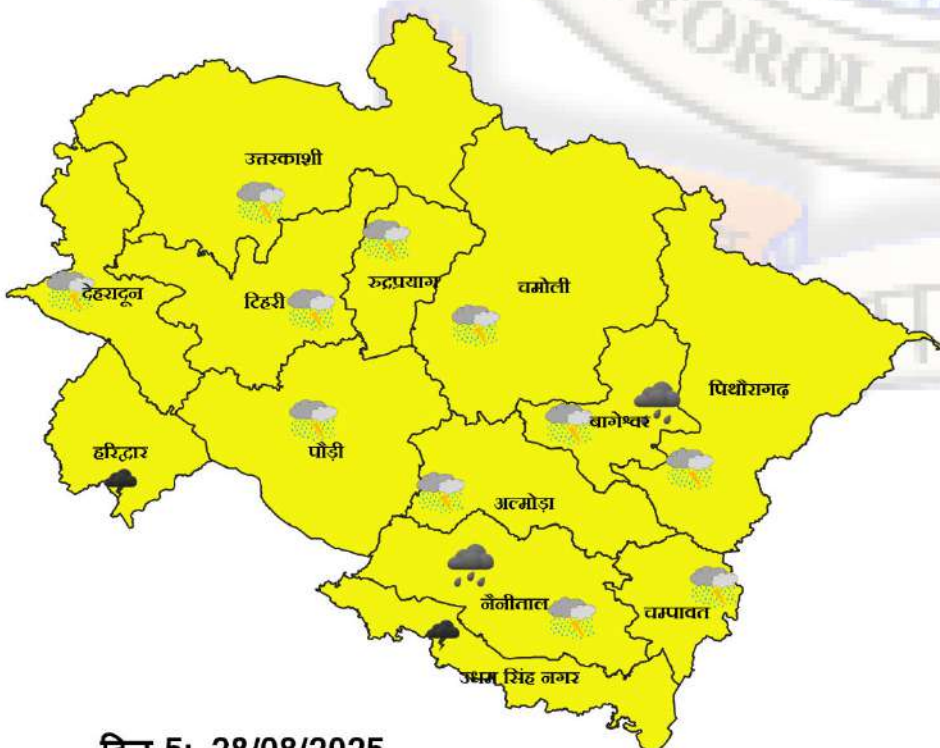 उत्तरकाशी
देहरादून
टिहरी
रुद्रप्रयाग
चमोली
पिथौरागढ़
हरिद्वार
पौड़ी
बागेश्वर
अल्मोड़ा
नैनीताल
चम्पावत
उधम सिंह नगर
5: 28/08/2025